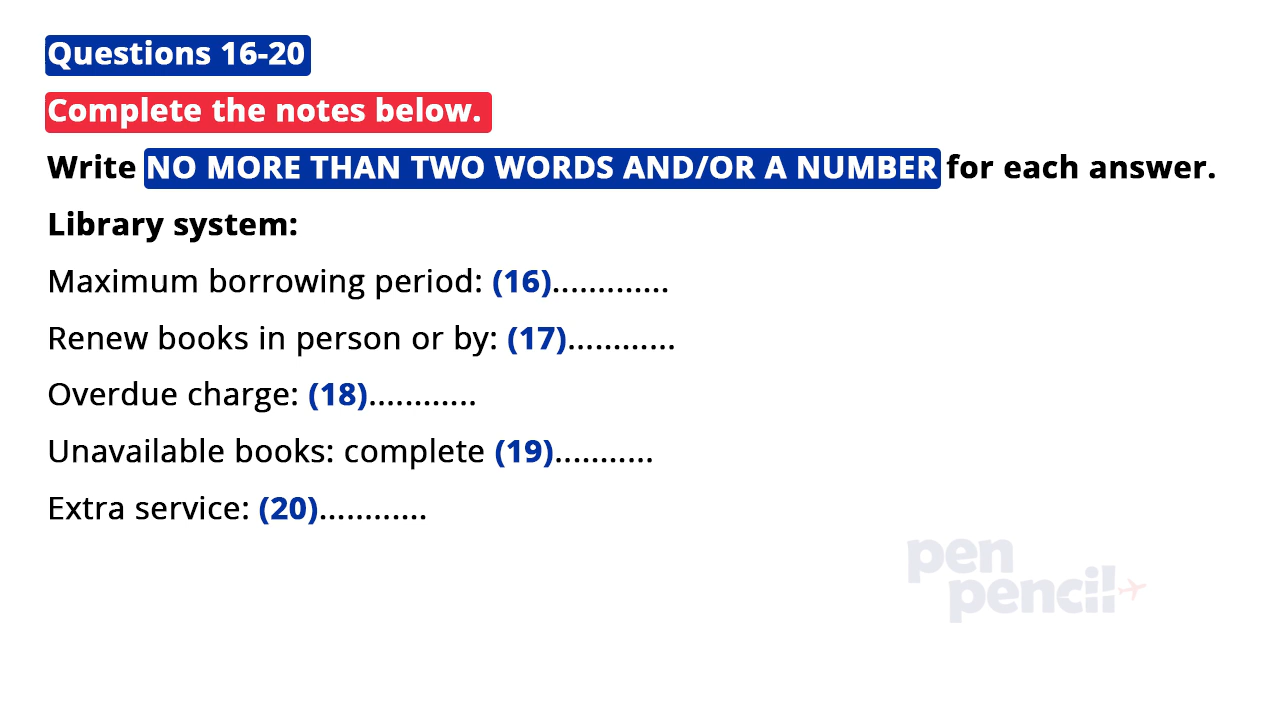 Questions 16-20
Complete the notes below.
Write NO MORE THAN TWO WORDS AND/OR A NUMBER for each answer.
Library system:
Maximum borrowing period: (16).............
Renew books in person or by: (17)............
Overdue charge: (18)............
Unavailable books: complete (19)...........
Extra service: (20)............
pen
pencil